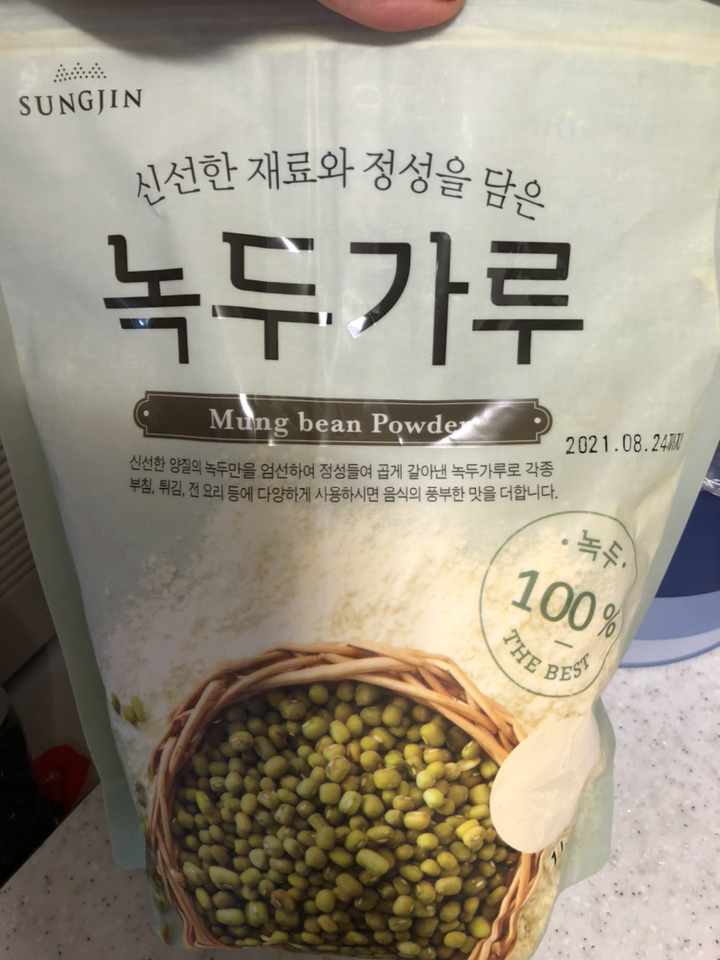 SUNGJIN
신선한 재료와 정성을 담은
녹두가루
Mung bean Powder
2021.08.24까지
신선한 양질의 녹두만을 엄선하여 정성들여 곱게 갈아낸 녹두가루로 각종
부침, 튀김, 전 요리 등에 다양하게 사용하시면 음식의 풍부한 맛을 더합니다.
• 녹두 •
100%
THE BEST